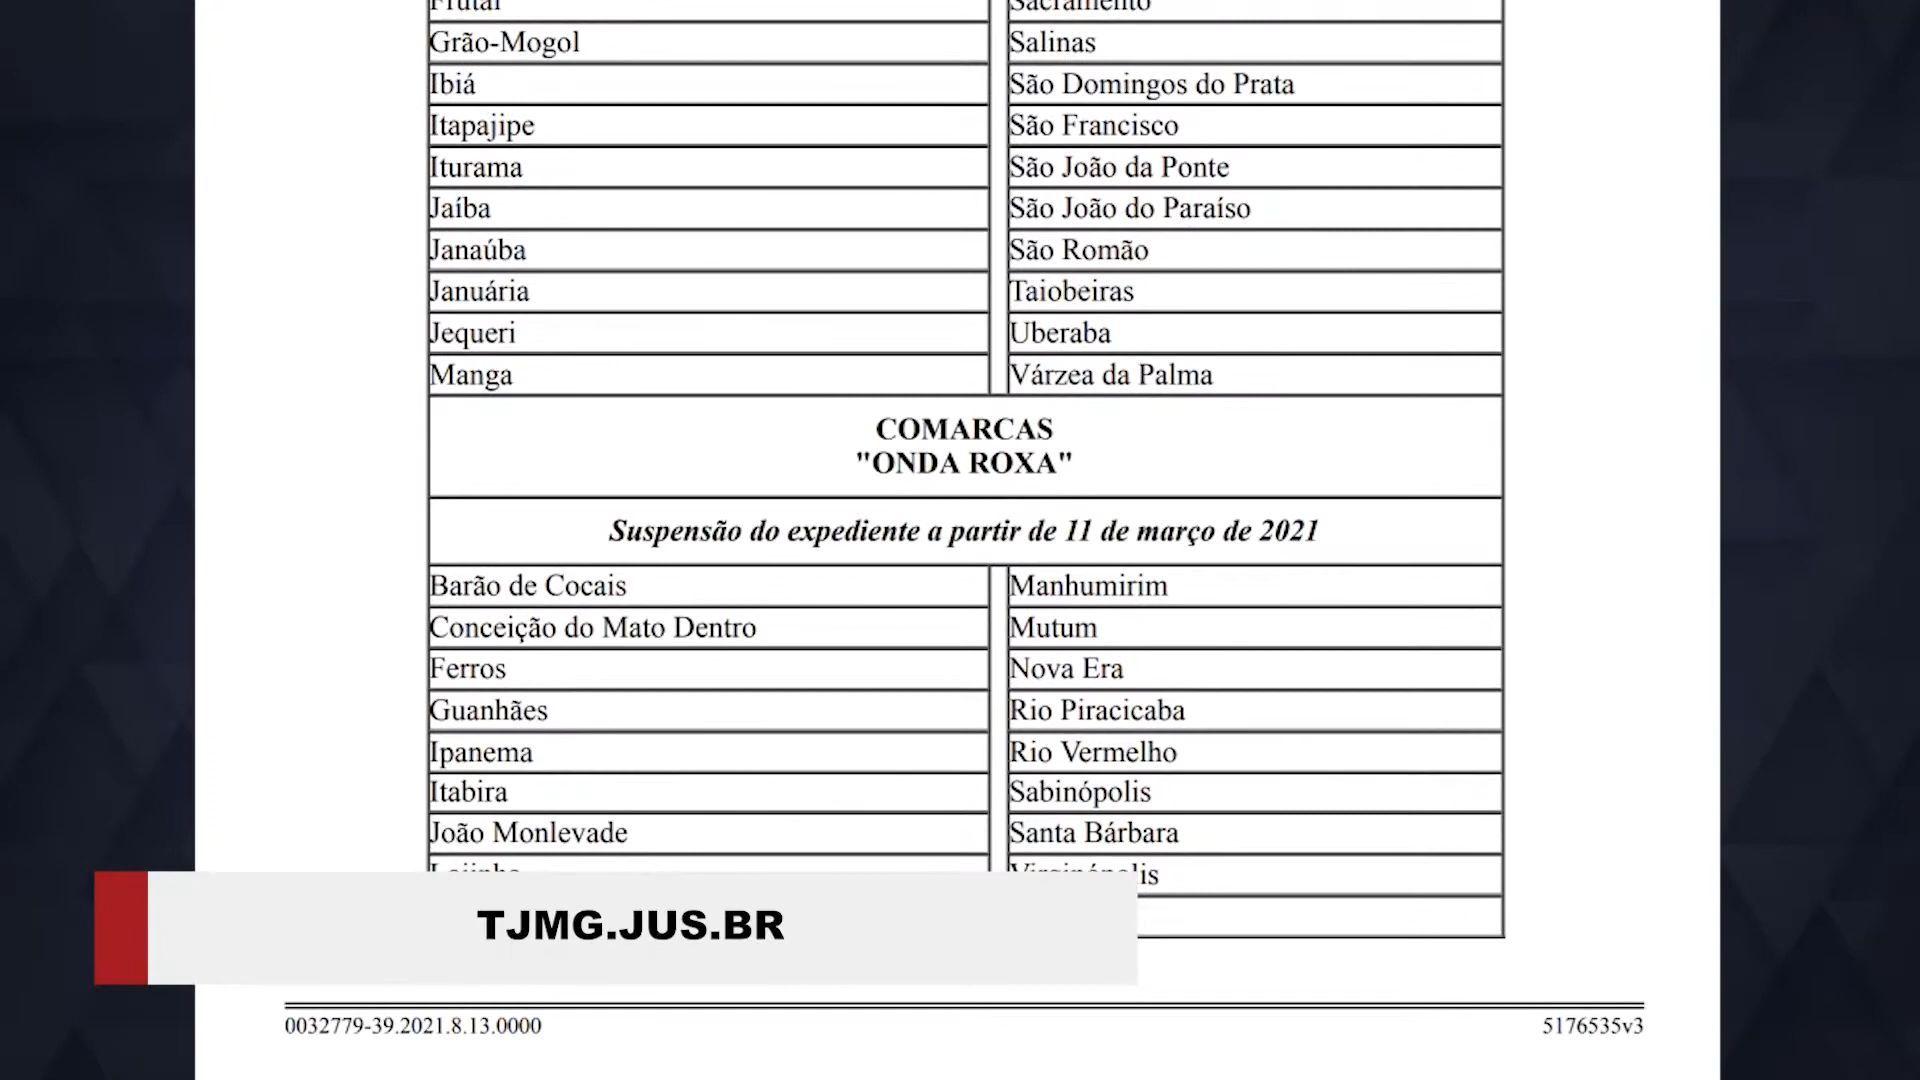 Frutal
Sacramento
Grão-Mogol
Salinas
Ibiá
São Domingos do Prata
Itapajipe
São Francisco
Iturama
São João da Ponte
Jaíba
São João do Paraíso
Janaúba
São Romão
Januária
Taiobeiras
Jequeri
Uberaba
Manga
Várzea da Palma
COMARCAS
"ONDA ROXA"
Suspensão do expediente a partir de 11 de março de 2021
Barão de Cocais
Manhumirim
Conceição do Mato Dentro
Mutum
Ferros
Nova Era
Guanhães
Rio Piracicaba
Ipanema
Rio Vermelho
Itabira
Sabinópolis
João Monlevade
Santa Bárbara
Virginópolis
TJMG.JUS.BR
0032779-39.2021.8.13.0000
5176535v3